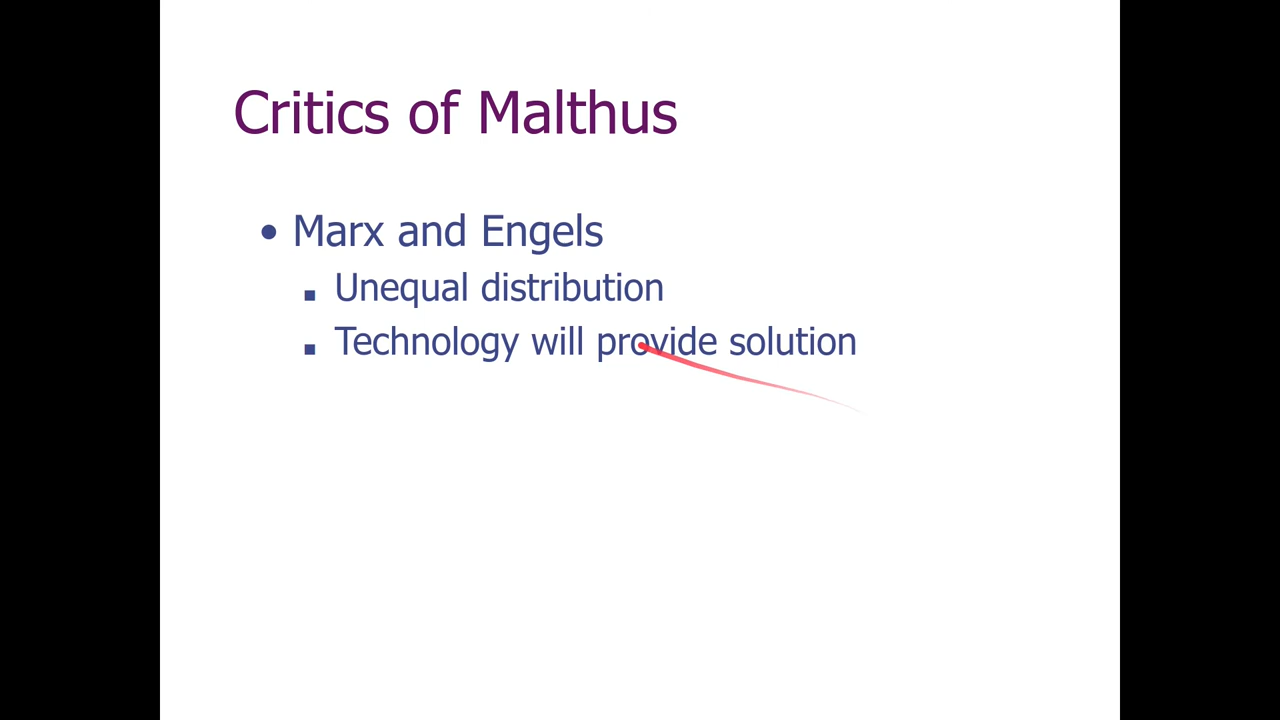 Critics of Malthus
• Marx and Engels
▪ Unequal distribution
▪ Technology will provide solution